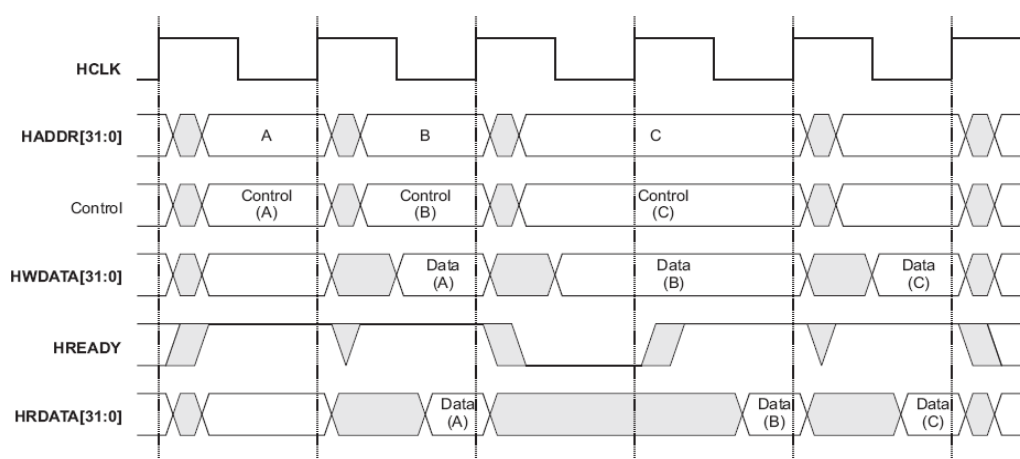 HCLK
HADDR[31:0]
A
B
C
Control
Control
(A)
Control
(B)
Control
(C)
HWDATA[31:0]
Data
(A)
Data
(B)
Data
(C)
HREADY
HRDATA[31:0]
Data
(A)
Data
(B)
Data
(C)